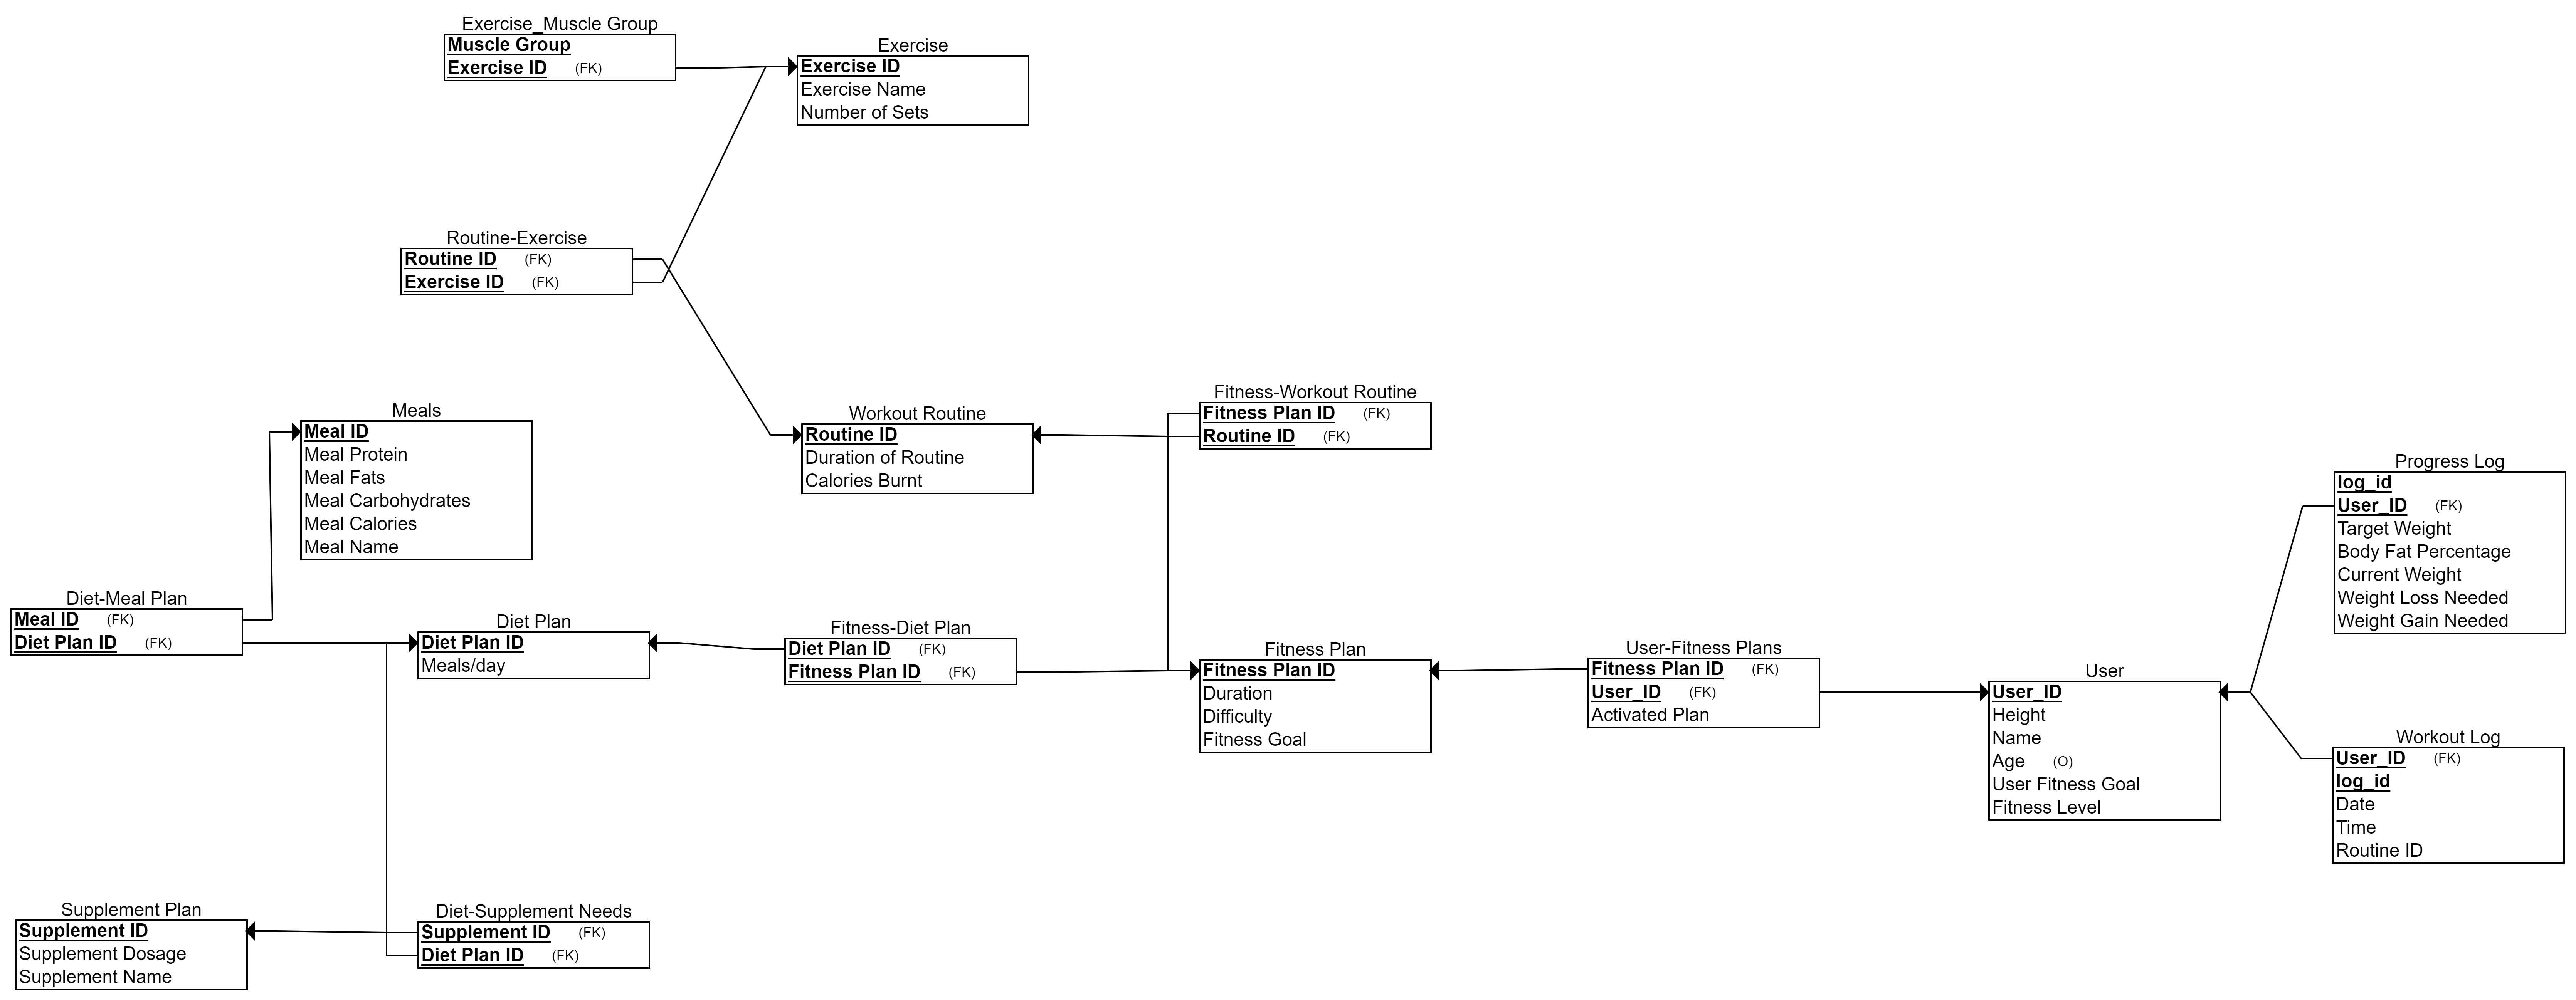 Exercise_Muscle Group
Muscle Group
Exercise ID (FK)
Exercise
Exercise ID
Exercise Name
Number of Sets
Routine-Exercise
Routine ID (FK)
Exercise ID (FK)
Meals
Meal ID
Meal Protein
Meal Fats
Meal Carbohydrates
Meal Calories
Meal Name
Workout Routine
Routine ID
Duration of Routine
Calories Burnt
Fitness-Workout Routine
Fitness Plan ID (FK)
Routine ID (FK)
Progress Log
log_id
User_ID (FK)
Target Weight
Body Fat Percentage
Current Weight
Weight Loss Needed
Weight Gain Needed
Diet-Meal Plan
Meal ID (FK)
Diet Plan ID (FK)
Diet Plan
Diet Plan ID
Meals/day
Fitness-Diet Plan
Diet Plan ID (FK)
Fitness Plan ID (FK)
Fitness Plan
Fitness Plan ID
Duration
Difficulty
Fitness Goal
User-Fitness Plans
Fitness Plan ID (FK)
User_ID (FK)
Activated Plan
User
User_ID
Height
Name
Age (O)
User Fitness Goal
Fitness Level
Workout Log
User_ID (FK)
log_id
Date
Time
Routine ID
Supplement Plan
Supplement ID
Supplement Dosage
Supplement Name
Diet-Supplement Needs
Supplement ID (FK)
Diet Plan ID (FK)